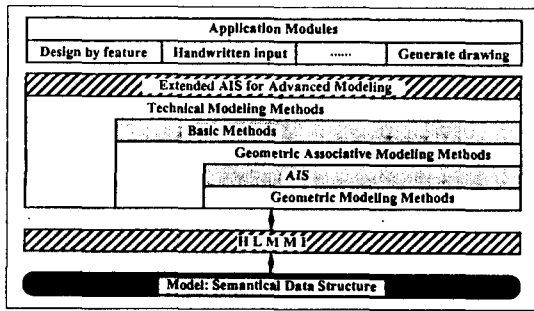 Application Modules
Design by feature Handwritten input ...... Generate drawing
Extended AIS for Advanced Modeling
Technical Modeling Methods
Basic Methods
Geometric Associative Modeling Methods
AIS
Geometric Modeling Methods
H L M M I
Model: Semantical Data Structure